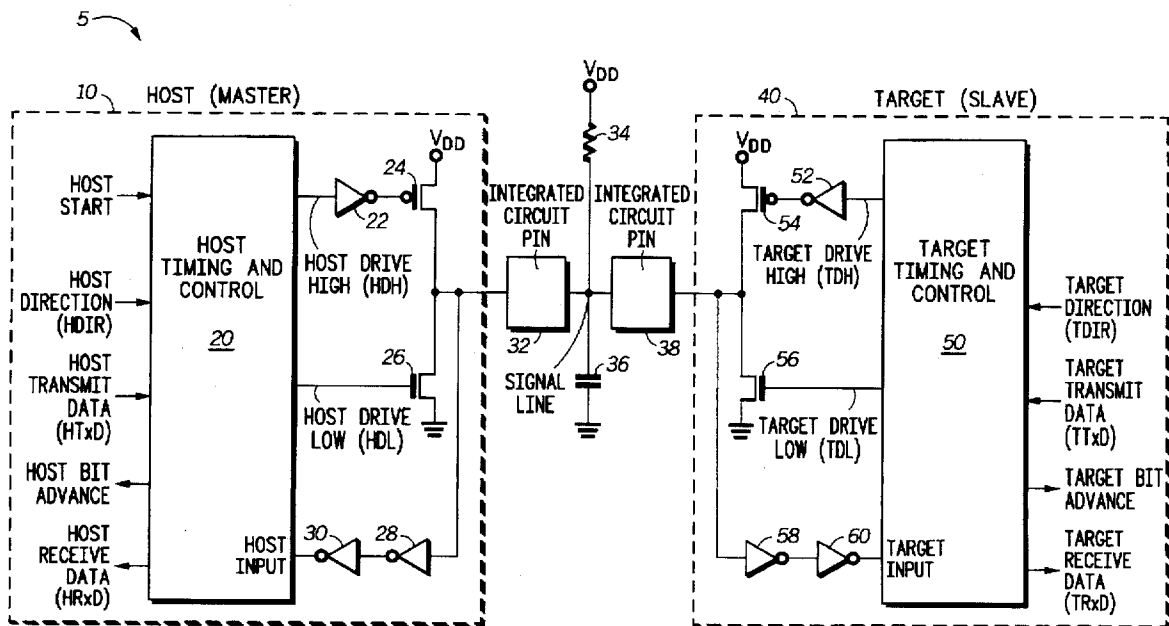 5
10
HOST (MASTER)
HOST
START
HOST
DIRECTION
(HDIR)
HOST
TRANSMIT
DATA
(HTxD)
HOST BIT
ADVANCE
HOST
RECEIVE
DATA
(HRxD)
HOST
TIMING AND
CONTROL
20
HOST
INPUT
22
HOST DRIVE
HIGH (HDH)
24
VDD
26
HOST DRIVE
LOW (HDL)
30
28
INTEGRATED
CIRCUIT
PIN
32
VDD
34
SIGNAL
LINE
36
INTEGRATED
CIRCUIT
PIN
38
40
TARGET (SLAVE)
VDD
52
54
TARGET DRIVE
HIGH (TDH)
56
TARGET DRIVE
LOW (TDL)
58
60
TARGET
INPUT
TARGET
TIMING AND
CONTROL
50
TARGET
DIRECTION
(TDIR)
TARGET
TRANSMIT
DATA
(TTxD)
TARGET BIT
ADVANCE
TARGET
RECEIVE
DATA
(TRxD)